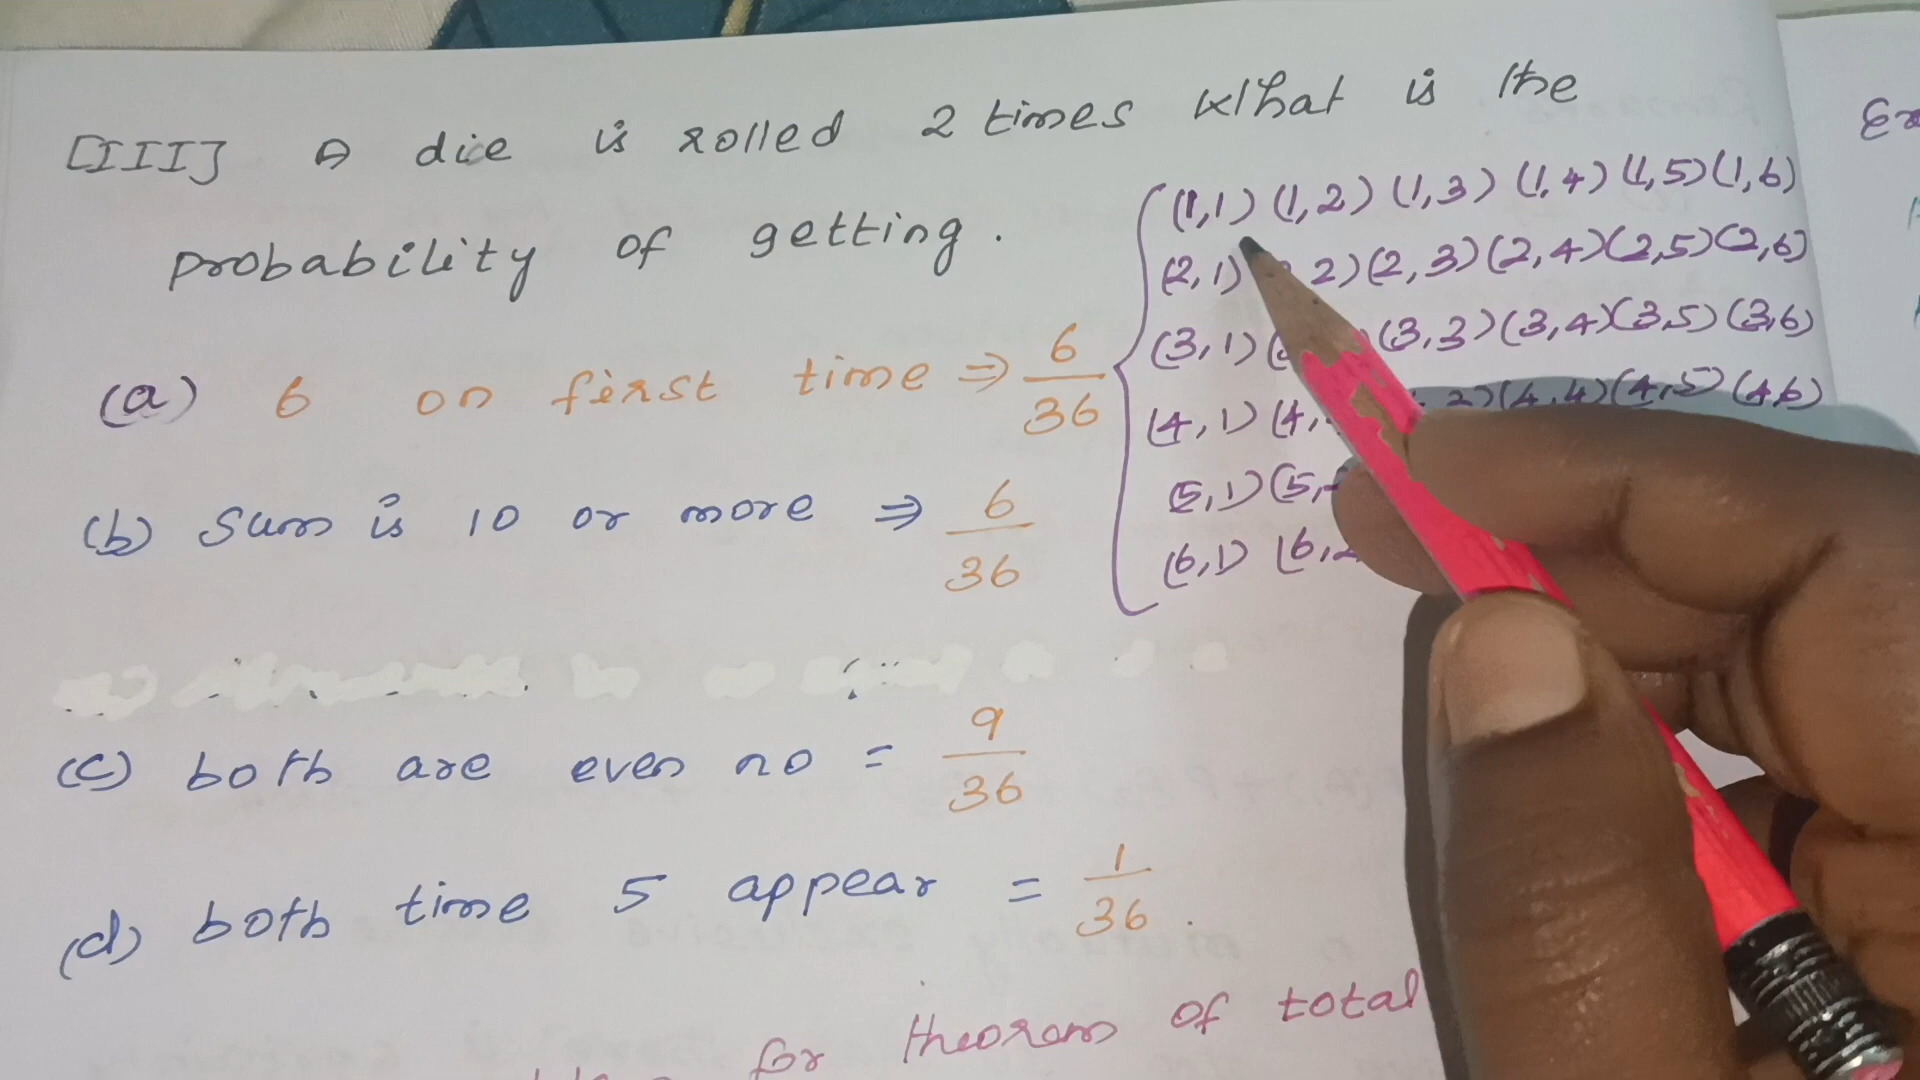 [III] A die is rolled 2 times What is the
probability of getting.
(a) 6 on first time ⇒ 6/36
(b) Sum is 10 or more ⇒ 6/36
(c) both are even no = 9/36
(d) both time 5 appear = 1/36.
for theorem of total
(1,1) (1,2) (1,3) (1,4) (1,5) (1,6)
(2,1) 2) (2,3) (2,4) (2,5) (2,6)
(3,1) (3,3) (3,4) (3,5) (3,6)
(4,1) (4, (4,4) (4,5) (4,6)
(5,1) (5,
(6,1) (6,2